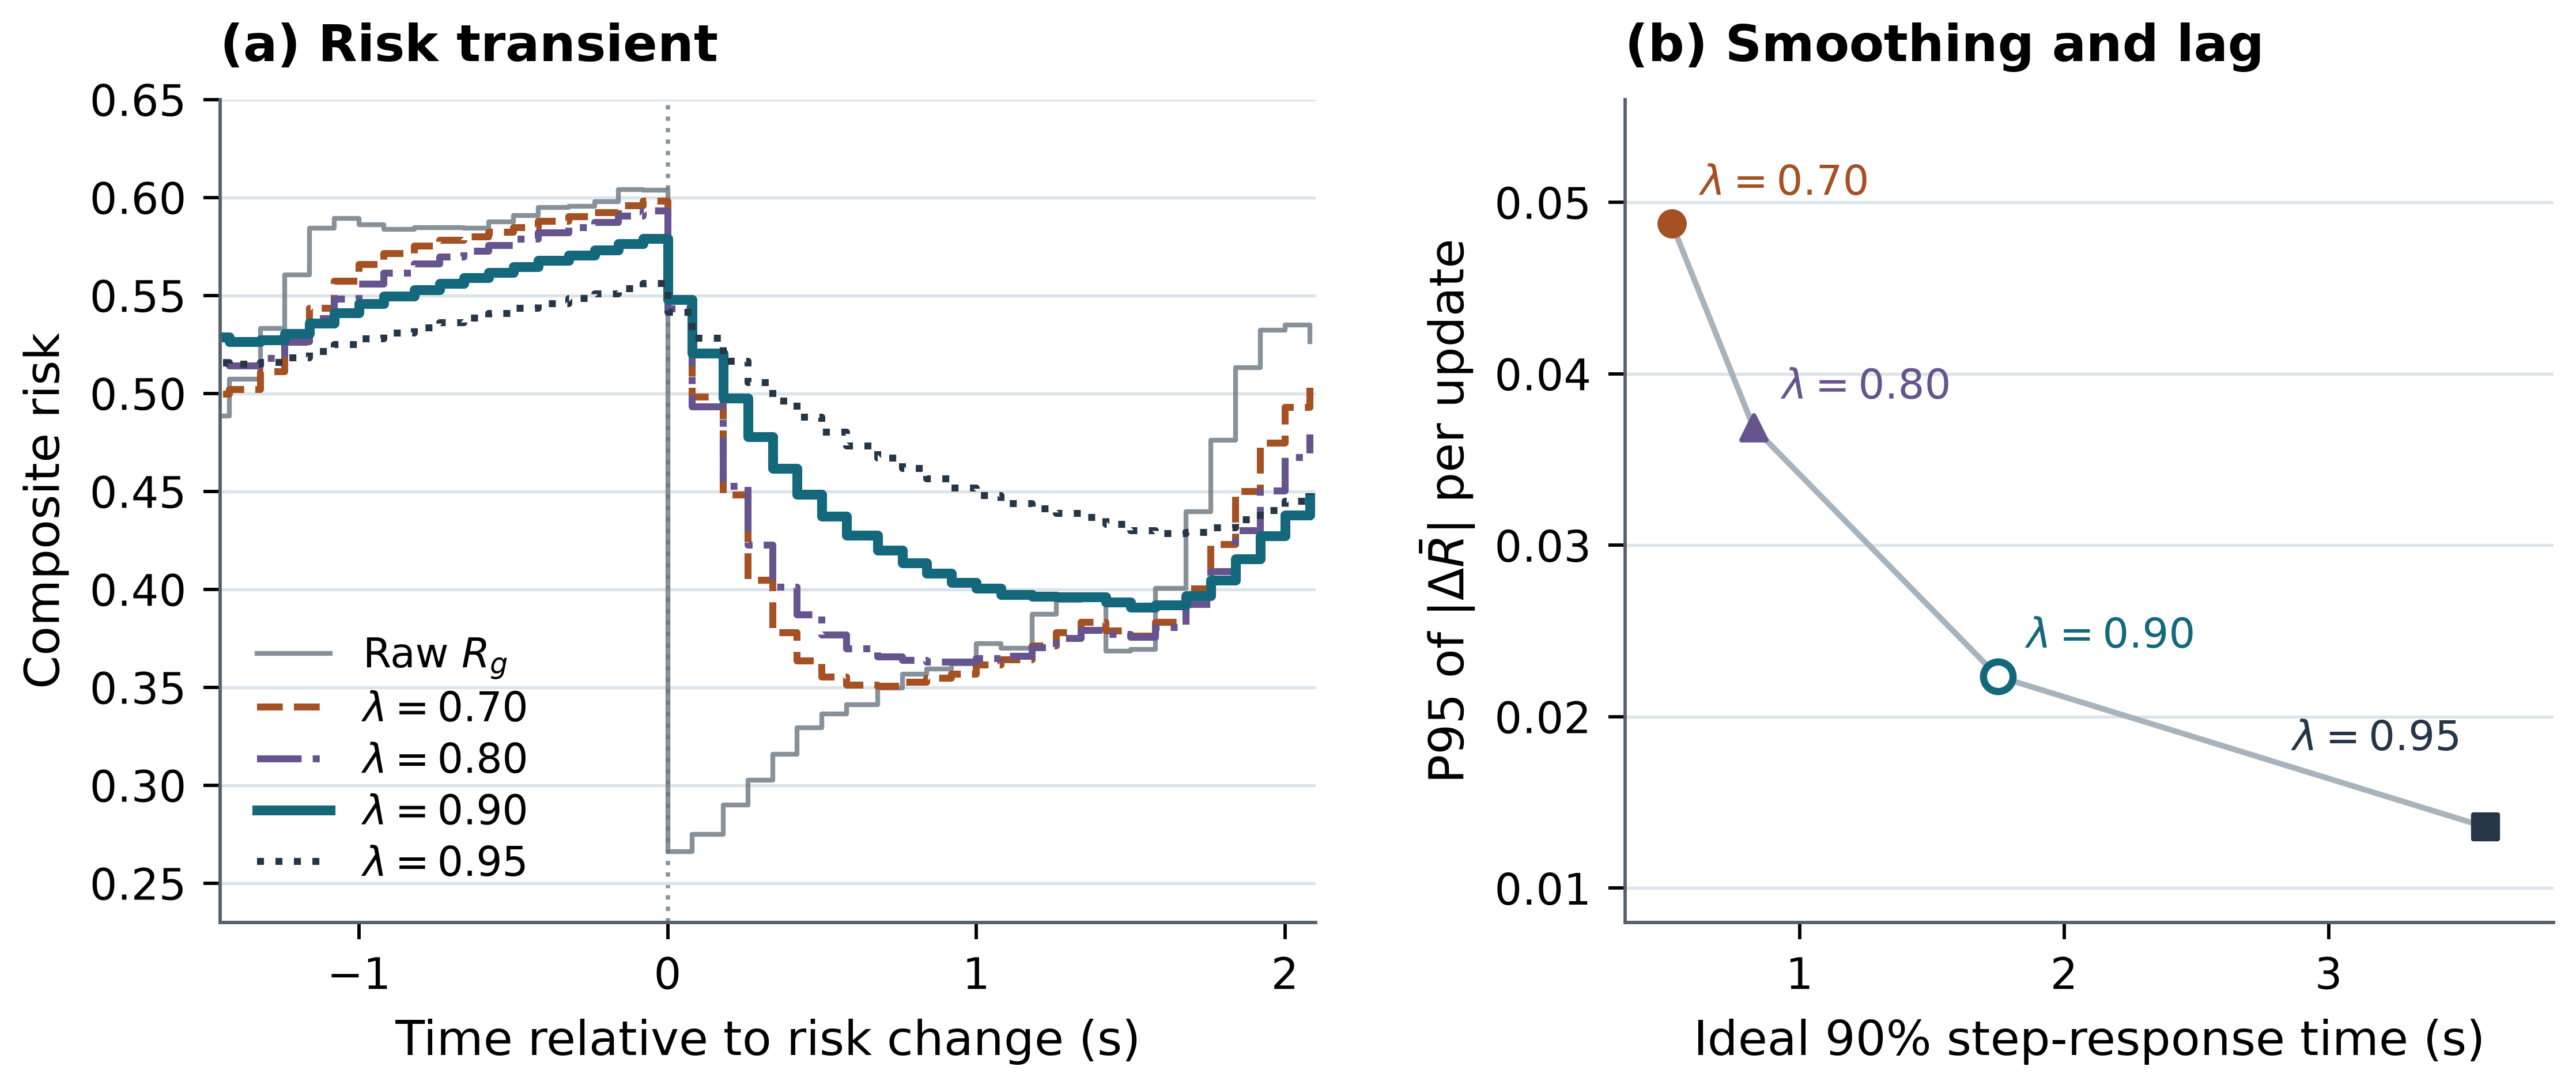 (a) Risk transient
Composite risk
0.65
0.60
0.55
0.50
0.45
0.40
0.35
0.30
0.25
Raw R_g
λ = 0.70
λ = 0.80
λ = 0.90
λ = 0.95
−1 0 1 2
Time relative to risk change (s)
(b) Smoothing and lag
P95 of |ΔR̄| per update
0.05
0.04
0.03
0.02
0.01
λ = 0.70
λ = 0.80
λ = 0.90
λ = 0.95
1 2 3
Ideal 90% step-response time (s)